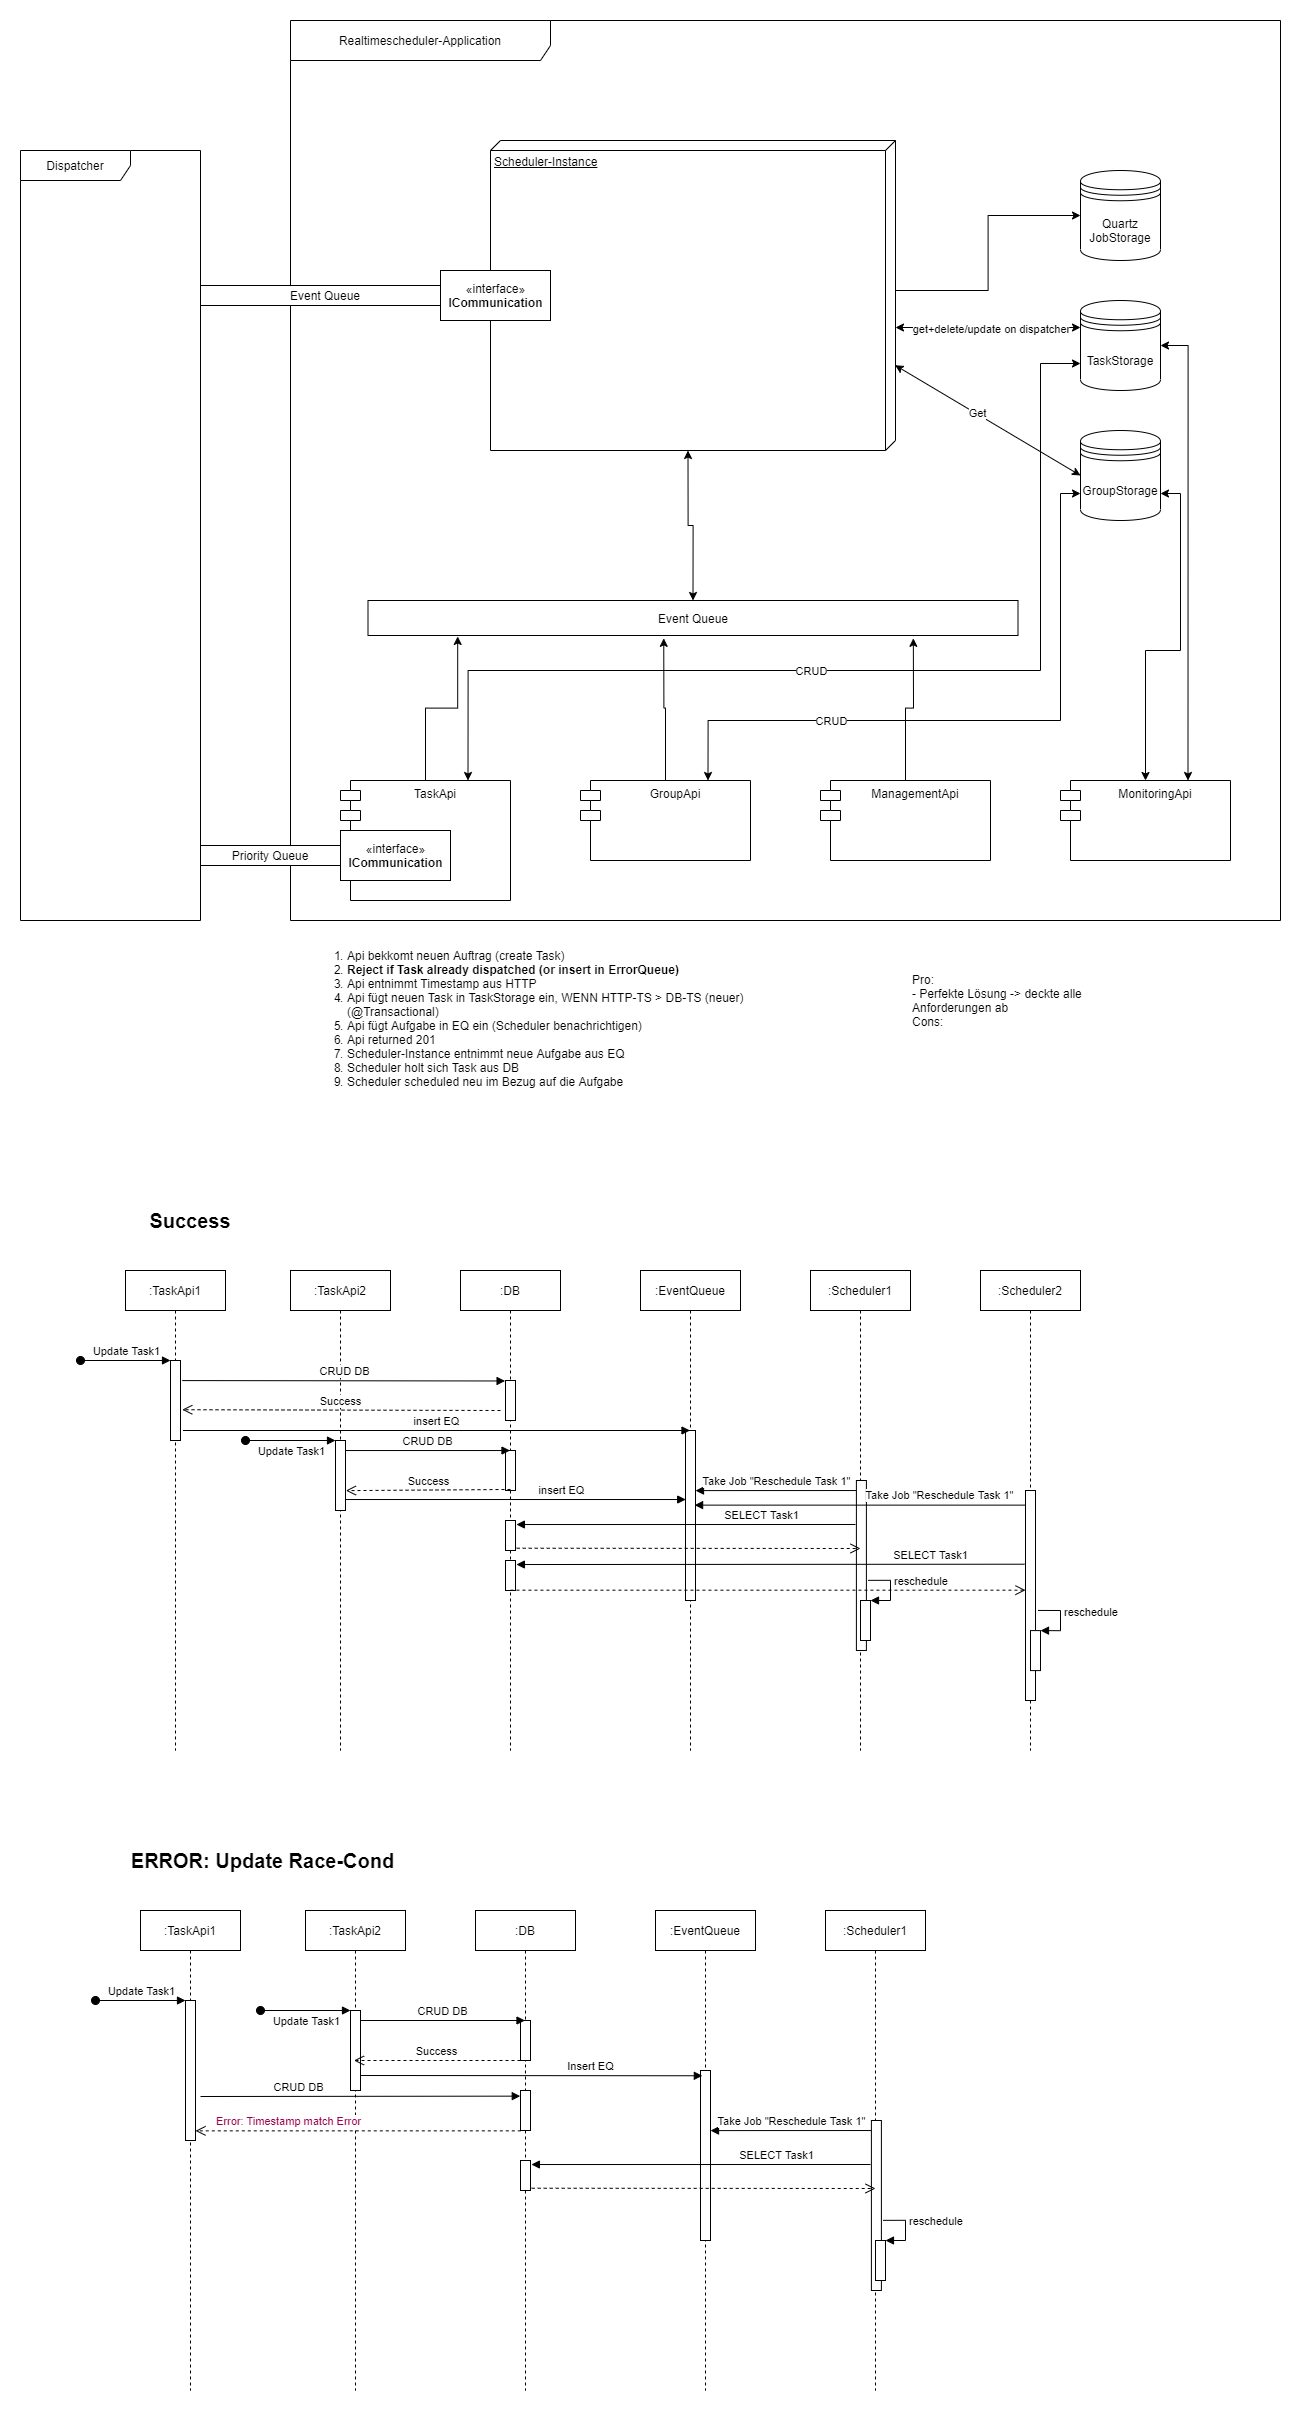 Realtimescheduler-Application
Dispatcher
Scheduler-Instance
Quartz
JobStorage
«interface»
ICommunication
Event Queue
get+delete/update on dispatcher
TaskStorage
Get
GroupStorage
Event Queue
CRUD
CRUD
TaskApi
GroupApi
ManagementApi
MonitoringApi
«interface»
ICommunication
Priority Queue
1. Api bekkomt neuen Auftrag (create Task)
2. Reject if Task already dispatched (or insert in ErrorQueue)
3. Api entnimmt Timestamp aus HTTP
4. Api fügt neuen Task in TaskStorage ein, WENN HTTP-TS > DB-TS (neuer)
(@Transactional)
5. Api fügt Aufgabe in EQ ein (Scheduler benachrichtigen)
6. Api returned 201
7. Scheduler-Instance entnimmt neue Aufgabe aus EQ
8. Scheduler holt sich Task aus DB
9. Scheduler scheduled neu im Bezug auf die Aufgabe
Pro:
- Perfekte Lösung -> deckte alle
Anforderungen ab
Cons:
Success
:TaskApi1
:TaskApi2
:DB
:EventQueue
:Scheduler1
:Scheduler2
Update Task1
CRUD DB
Success
insert EQ
Update Task1
CRUD DB
Success
insert EQ
Take Job "Reschedule Task 1"
Take Job "Reschedule Task 1"
SELECT Task1
SELECT Task1
reschedule
reschedule
ERROR: Update Race-Cond
:TaskApi1
:TaskApi2
:DB
:EventQueue
:Scheduler1
Update Task1
Update Task1
CRUD DB
Success
Insert EQ
CRUD DB
Error: Timestamp match Error
Take Job "Reschedule Task 1"
SELECT Task1
reschedule